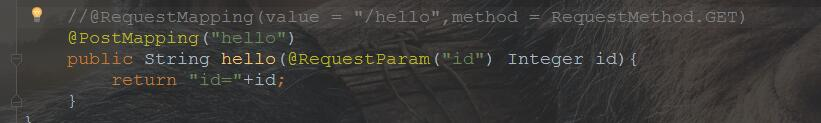 //@RequestMapping(value = "/hello",method = RequestMethod.GET)
@PostMapping("hello")
public String hello(@RequestParam("id") Integer id){
return "id="+id;
}
}